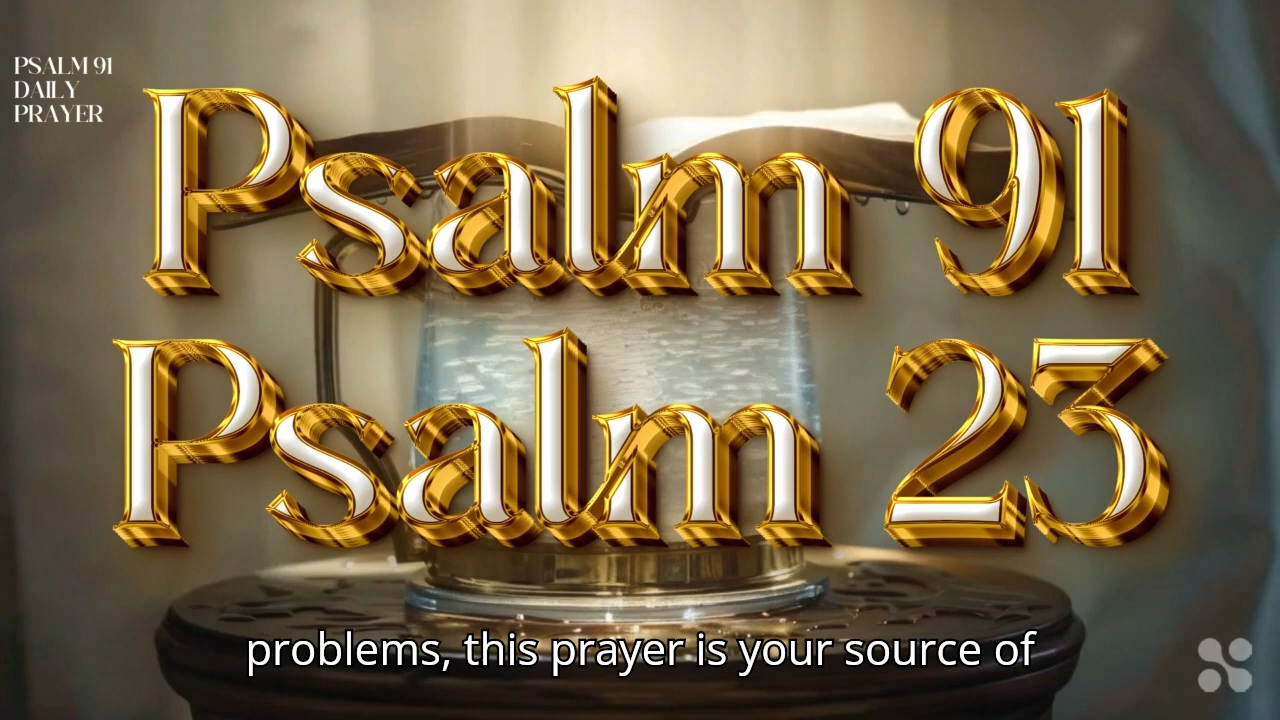 PSALM 91
DAILY
PRAYER
Psalm 91
Psalm 23
problems, this prayer is your source of